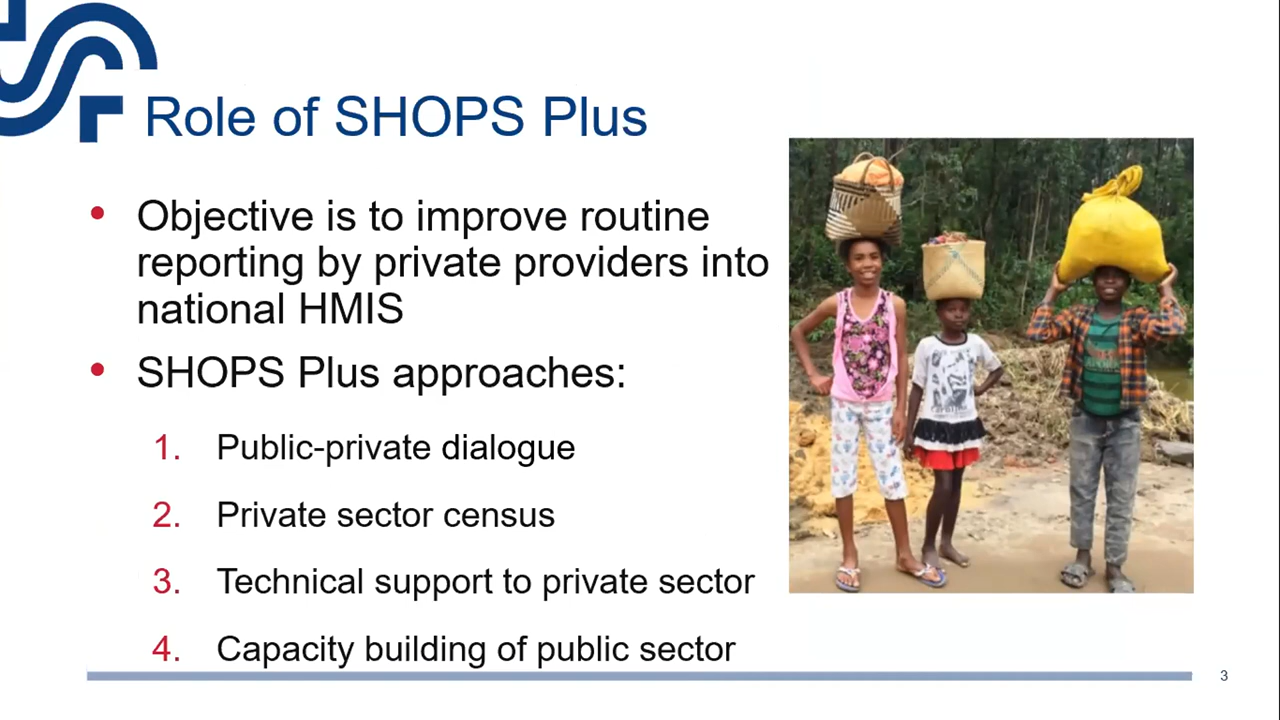 Role of SHOPS Plus
• Objective is to improve routine
reporting by private providers into
national HMIS
• SHOPS Plus approaches:
1. Public-private dialogue
2. Private sector census
3. Technical support to private sector
4. Capacity building of public sector
3